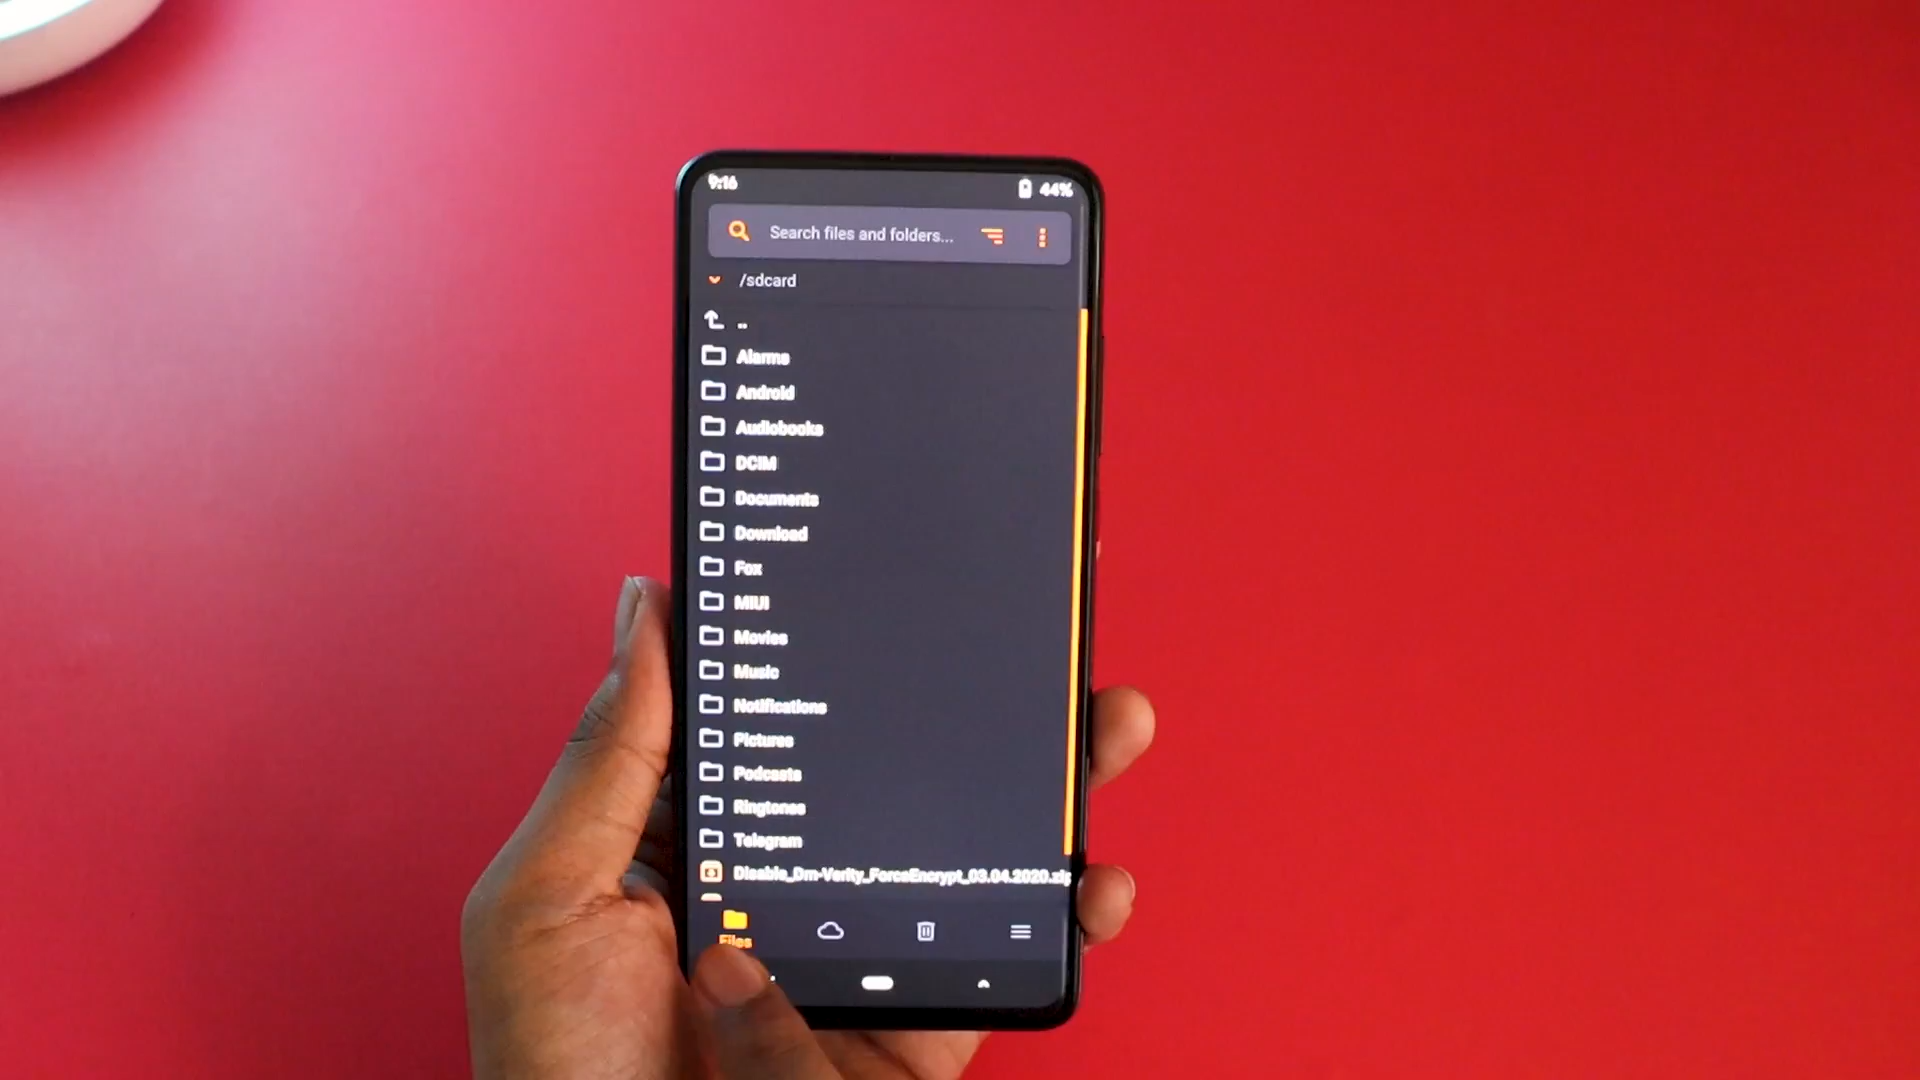 9:16 44%
Search files and folders...
/sdcard
..
Alarms
Android
Audiobooks
DCIM
Documents
Download
Fox
MIUI
Movies
Music
Notifications
Pictures
Podcasts
Ringtones
Telegram
Disable_Dm-Verity_ForceEncrypt_03.04.2020.zip
Files